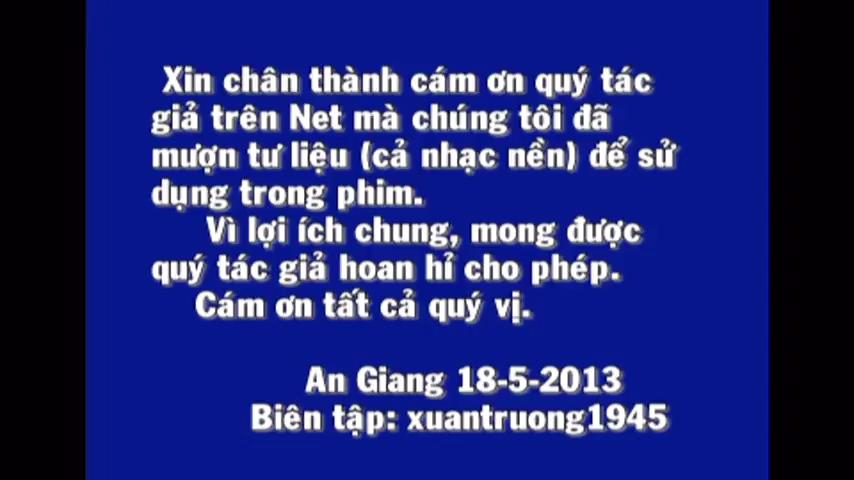 Xin chân thành cám ơn quý tác
giả trên Net mà chúng tôi đã
mượn tư liệu (cả nhạc nền) để sử
dụng trong phim.
Vì lợi ích chung, mong được
quý tác giả hoan hỉ cho phép.
Cám ơn tất cả quý vị.
An Giang 18-5-2013
Biên tập: xuantruong1945